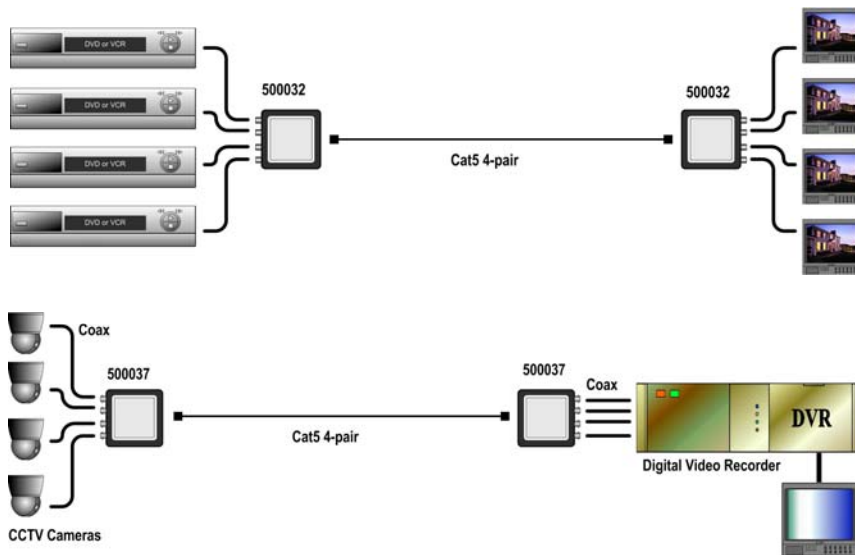 DVD or VCR
500032
500032
DVD or VCR
DVD or VCR
Cat5 4-pair
DVD or VCR
Coax
500037
500037
Coax
DVR
Cat5 4-pair
Digital Video Recorder
CCTV Cameras